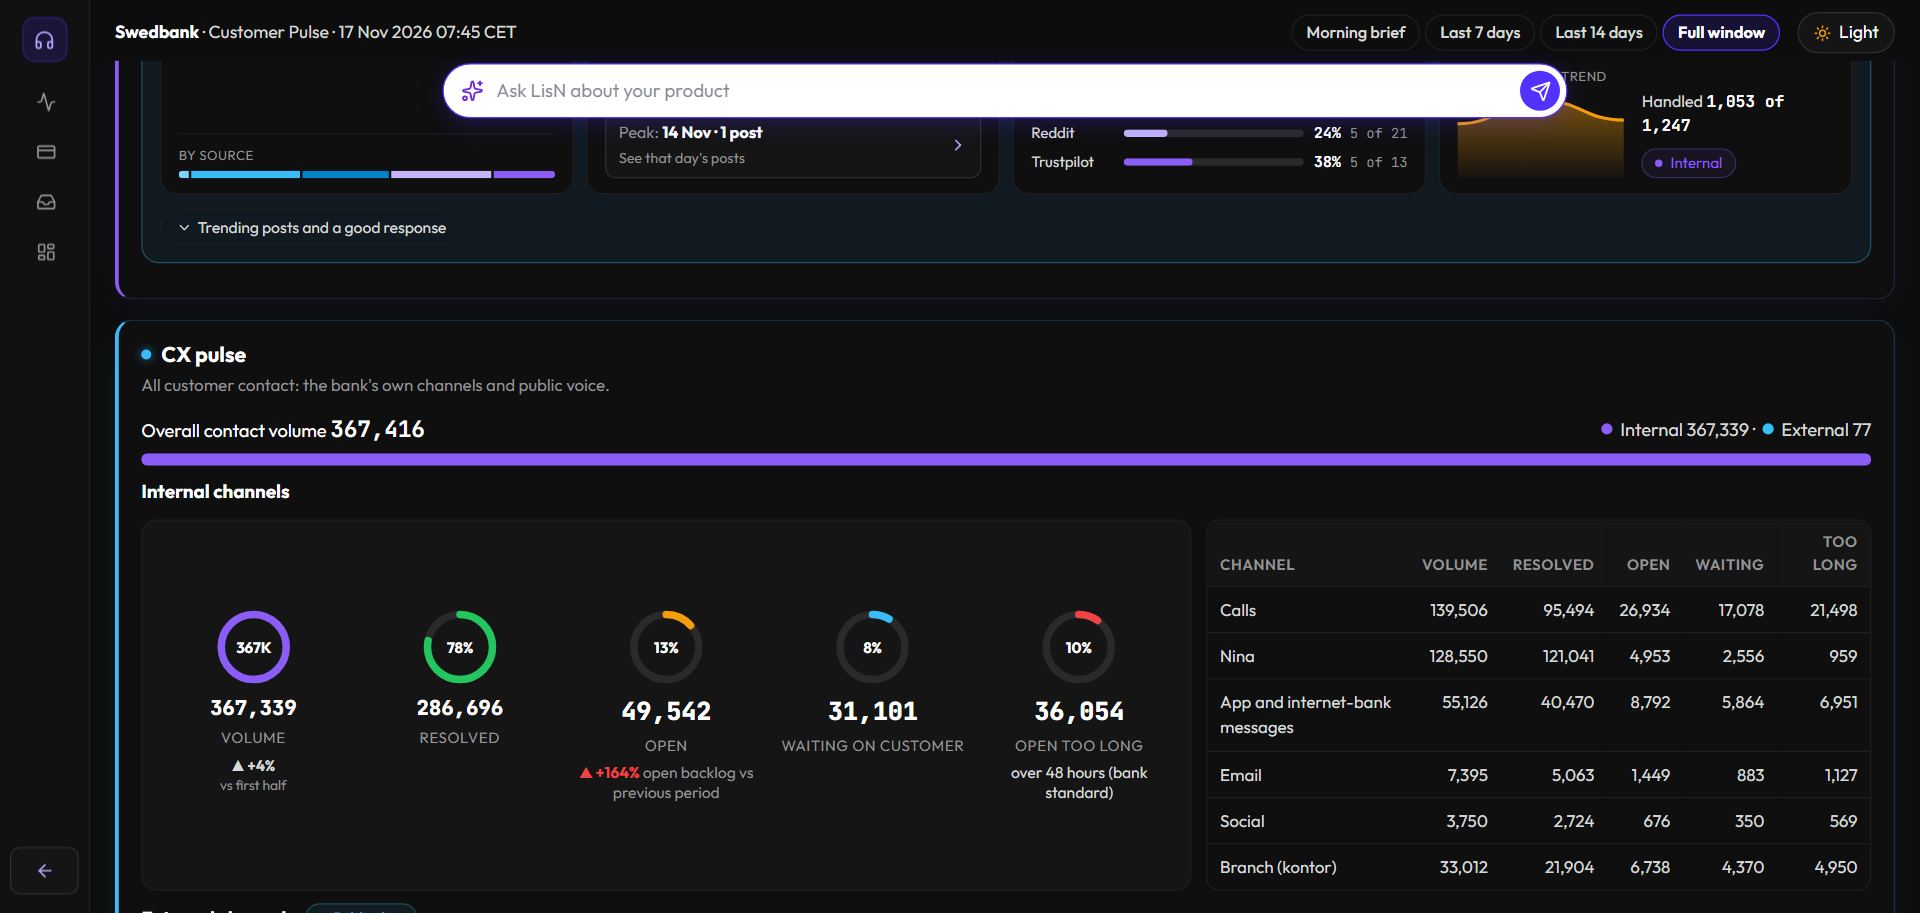 Swedbank · Customer Pulse · 17 Nov 2026 07:45 CET
Morning brief
Last 7 days
Last 14 days
Full window
Light
Ask LisN about your product
TREND
BY SOURCE
Peak: 14 Nov · 1 post
See that day's posts
Reddit 24% 5 of 21
Trustpilot 38% 5 of 13
Handled 1,053 of
1,247
Internal
Trending posts and a good response
CX pulse
All customer contact: the bank's own channels and public voice.
Overall contact volume 367,416
Internal 367,339 · External 77
Internal channels
367K
367,339
VOLUME
▲ +4%
vs first half
78%
286,696
RESOLVED
13%
49,542
OPEN
▲ +164% open backlog vs
previous period
8%
31,101
WAITING ON CUSTOMER
10%
36,054
OPEN TOO LONG
over 48 hours (bank
standard)
CHANNEL VOLUME RESOLVED OPEN WAITING TOO
LONG
Calls 139,506 95,494 26,934 17,078 21,498
Nina 128,550 121,041 4,953 2,556 959
App and internet-bank 55,126 40,470 8,792 5,864 6,951
messages
Email 7,395 5,063 1,449 883 1,127
Social 3,750 2,724 676 350 569
Branch (kontor) 33,012 21,904 6,738 4,370 4,950